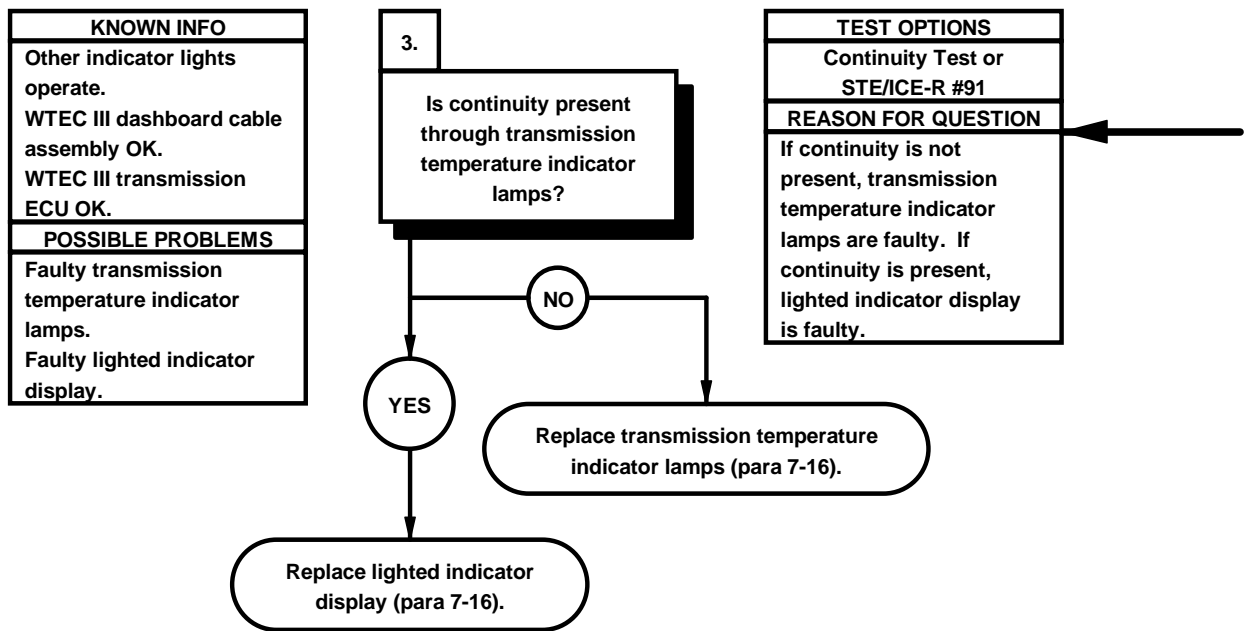 KNOWN INFO
Other indicator lights
operate.
WTEC III dashboard cable
assembly OK.
WTEC III transmission
ECU OK.
POSSIBLE PROBLEMS
Faulty transmission
temperature indicator
lamps.
Faulty lighted indicator
display.
3.
Is continuity present
through transmission
temperature indicator
lamps?
TEST OPTIONS
Continuity Test or
STE/ICE-R #91
REASON FOR QUESTION
If continuity is not
present, transmission
temperature indicator
lamps are faulty. If
continuity is present,
lighted indicator display
is faulty.
NO
YES
Replace transmission temperature
indicator lamps (para 7-16).
Replace lighted indicator
display (para 7-16).